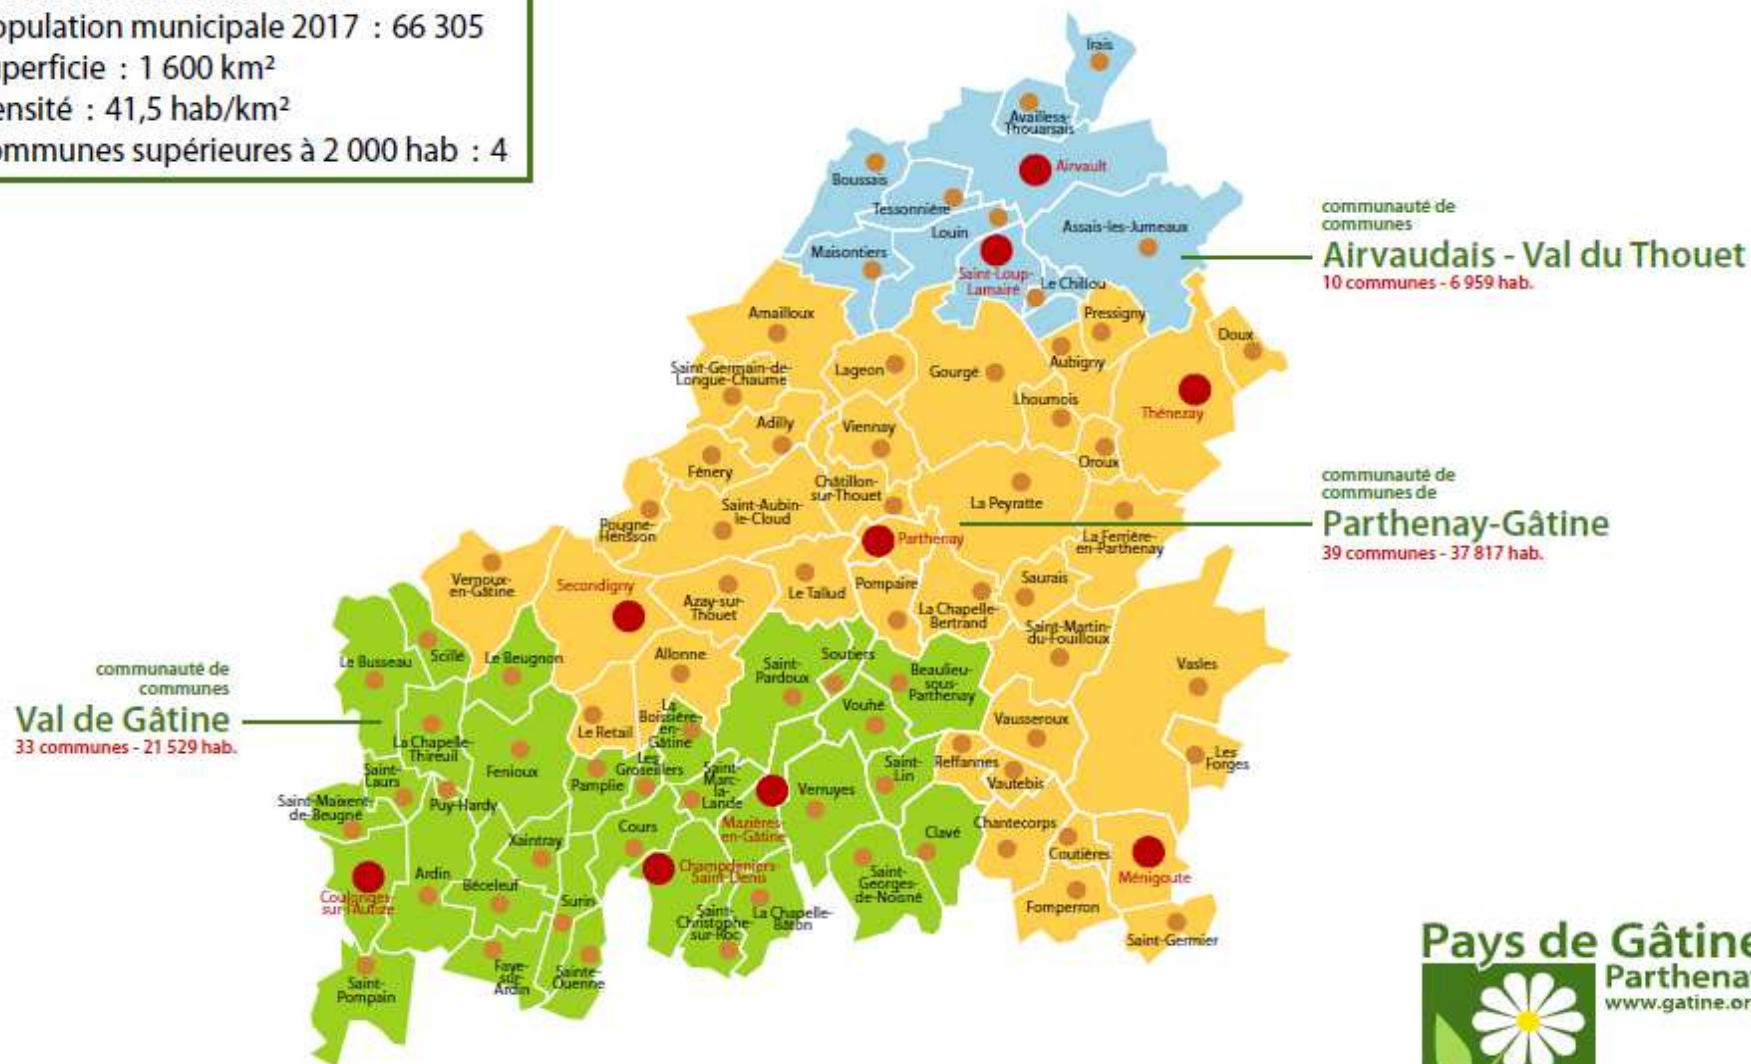 opulation municipale 2017 : 66 305
uperficie : 1 600 km²
ensité : 41,5 hab/km²
ommunes supérieures à 2 000 hab : 4
Irais
Availless-
Thouarsais
Airvault
Boussais
Tessonnière
Louin
Assais-les-Jumeaux
Maisontiers
Saint-Loup-
Lamairé
Le Chillou
communauté de
communes
Airvaudais - Val du Thouet
10 communes - 6 959 hab.
Amailloux
Pressigny
Doux
Saint-Germain-de-
Longue-Chaume
Lageon
Gourgé
Aubigny
Lhoumois
Thénezay
Adilly
Viennay
Oroux
Fénery
Châtillon-
sur-Thouet
La Peyratte
Saint-Aubin-
le-Cloud
Pougne-
Hérisson
Parthenay
La Ferrière-
en-Parthenay
communauté de
communes de
Parthenay-Gâtine
39 communes - 37 817 hab.
Vernoux-
en-Gâtine
Secondigny
Azay-sur-
Thouet
Le Tallud
Pompaire
Saurais
La Chapelle-
Bertrand
Saint-Martin-
du-Fouilloux
Le Busseau
Scillé
Le Beugnon
Allonne
Saint-
Pardoux
Soutiers
Beaulieu-
sous-
Parthenay
Vasles
communauté de
communes
Val de Gâtine
33 communes - 21 529 hab.
Vouhé
Vausseroux
Le Retail
La
Boissière-
en-
Gâtine
La Chapelle-
Thireuil
Fenioux
Pamplie
Les
Groseillers
Saint-
Marc-
la-
Lande
Verruyes
Saint-
Lin
Reffannes
Vautebis
Les
Forges
Saint-
Laurs
Puy-Hardy
Saint-Maixent-
de-Beugné
Xaintray
Cours
Mazières-
en-Gâtine
Clavé
Chantecorps
Coutières
Ménigoute
Coulonges-
sur-l'Autize
Ardin
Béceleuf
Surin
Champdeniers-
Saint-Denis
Saint-
Christophe-
sur-Roc
La Chapelle-
Bâton
Saint-
Georges-
de-Noisné
Fomperron
Saint-Germier
Saint-
Pompain
Faye-
sur-
Ardin
Sainte-
Ouenne
Pays de Gâtine
Parthena
www.gatine.or